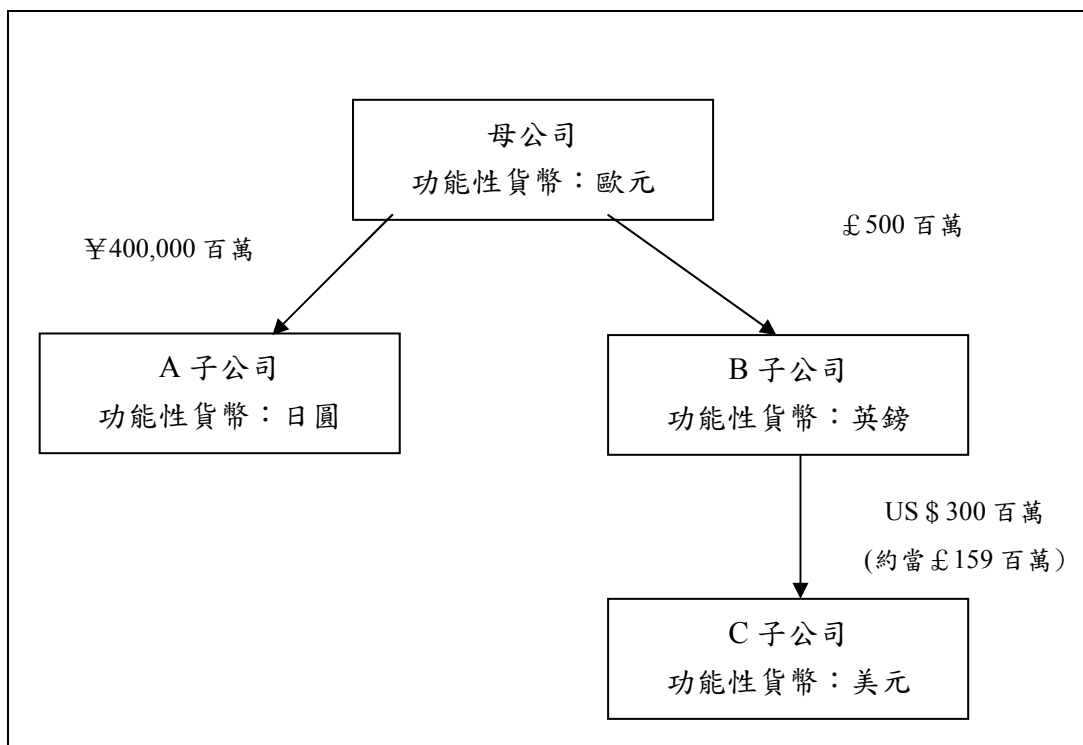 母公司
功能性貨幣：歐元
￥400,000 百萬
£500 百萬
A 子公司
功能性貨幣：日圓
B 子公司
功能性貨幣：英鎊
US＄300 百萬
(約當£159 百萬）
C 子公司
功能性貨幣：美元